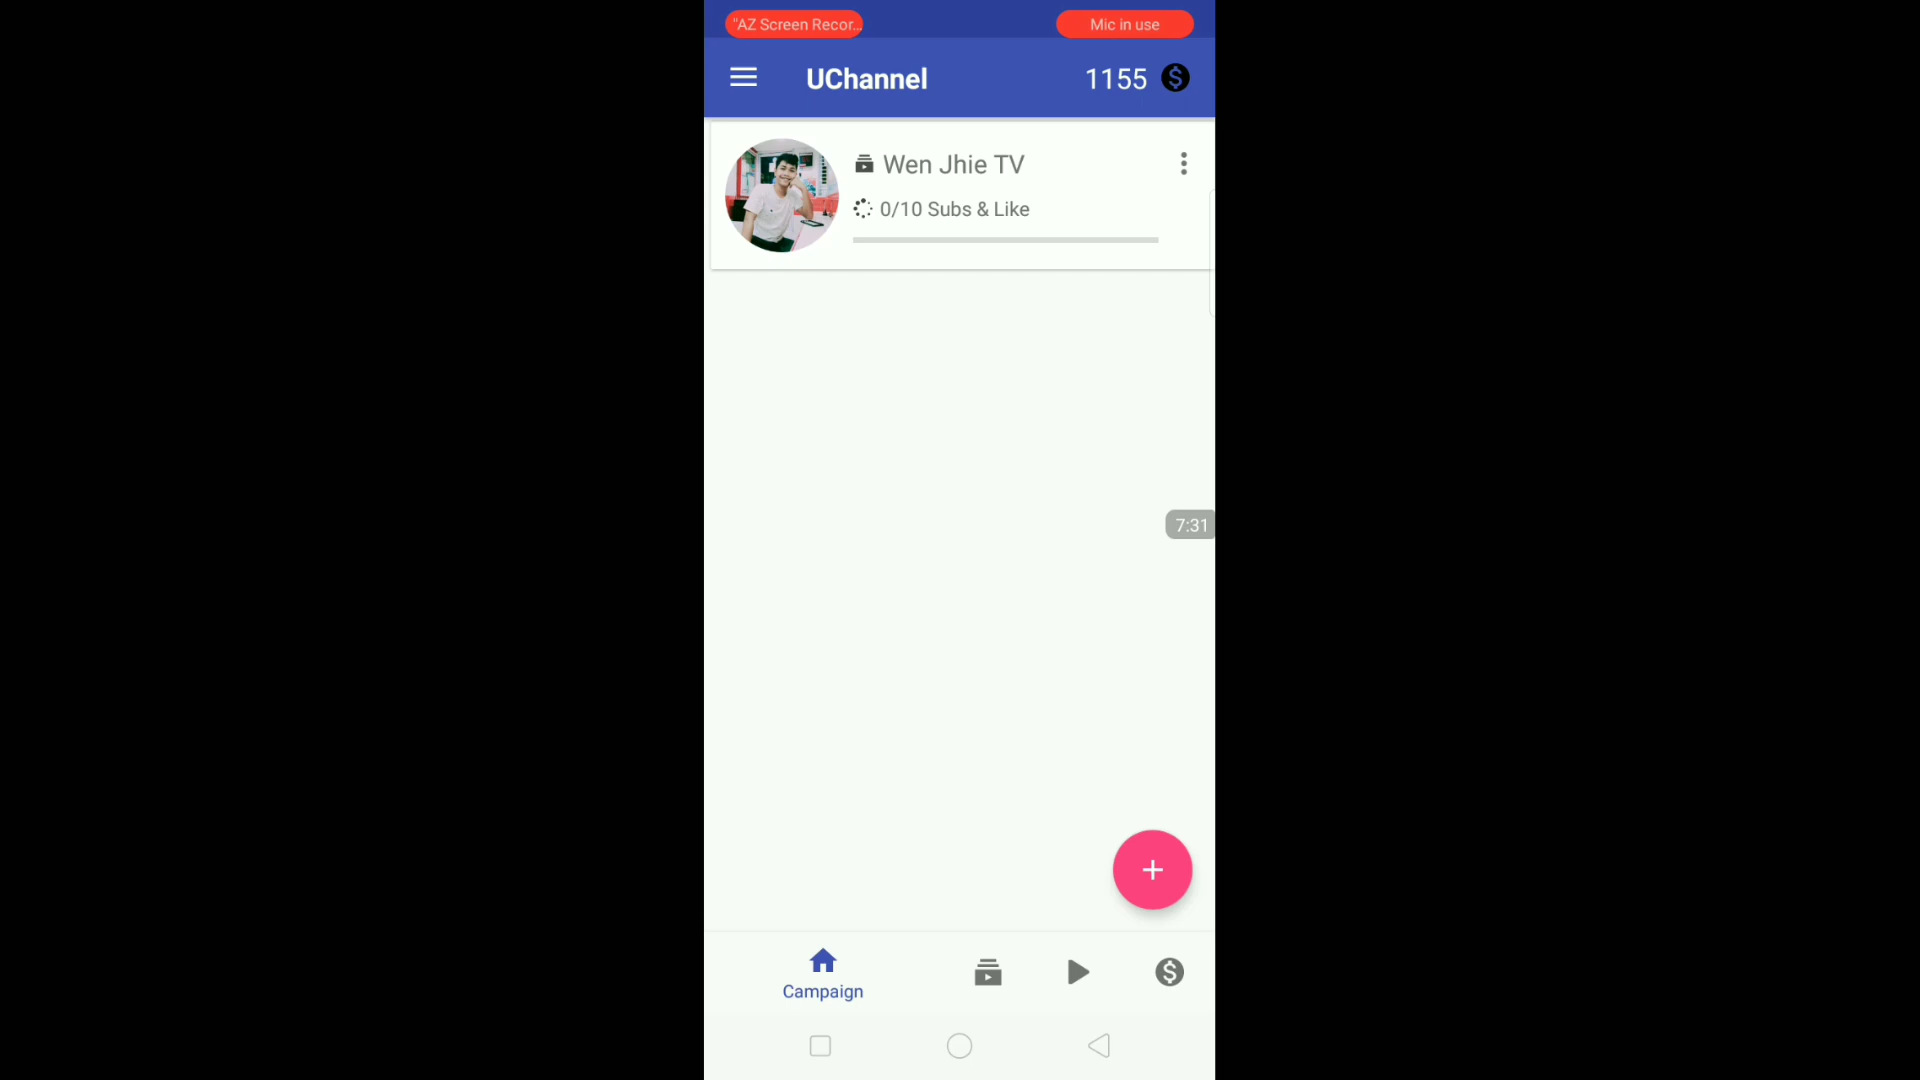 "AZ Screen Recor...
Mic in use
UChannel
1155
Wen Jhie TV
0/10 Subs & Like
7:31
Campaign